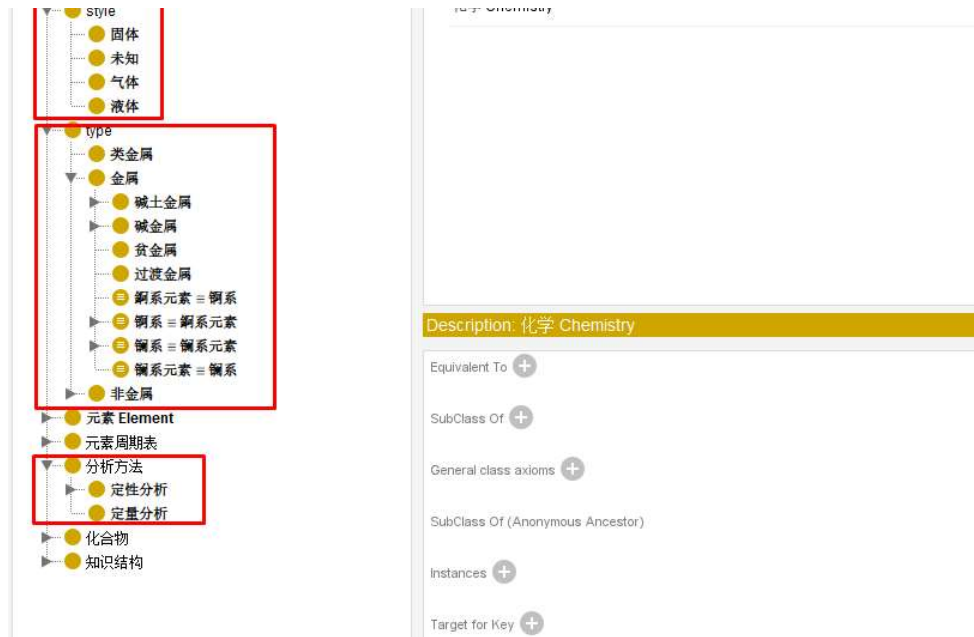 style
固体
未知
气体
液体
type
类金属
金属
碱土金属
碱金属
贫金属
过渡金属
錒系元素 ≡ 锕系
锕系 ≡ 錒系元素
镧系 ≡ 镧系元素
镧系元素 ≡ 镧系
非金属
元素 Element
元素周期表
分析方法
定性分析
定量分析
化合物
知识结构
化学 Chemistry
Description: 化学 Chemistry
Equivalent To
SubClass Of
General class axioms
SubClass Of (Anonymous Ancestor)
Instances
Target for Key